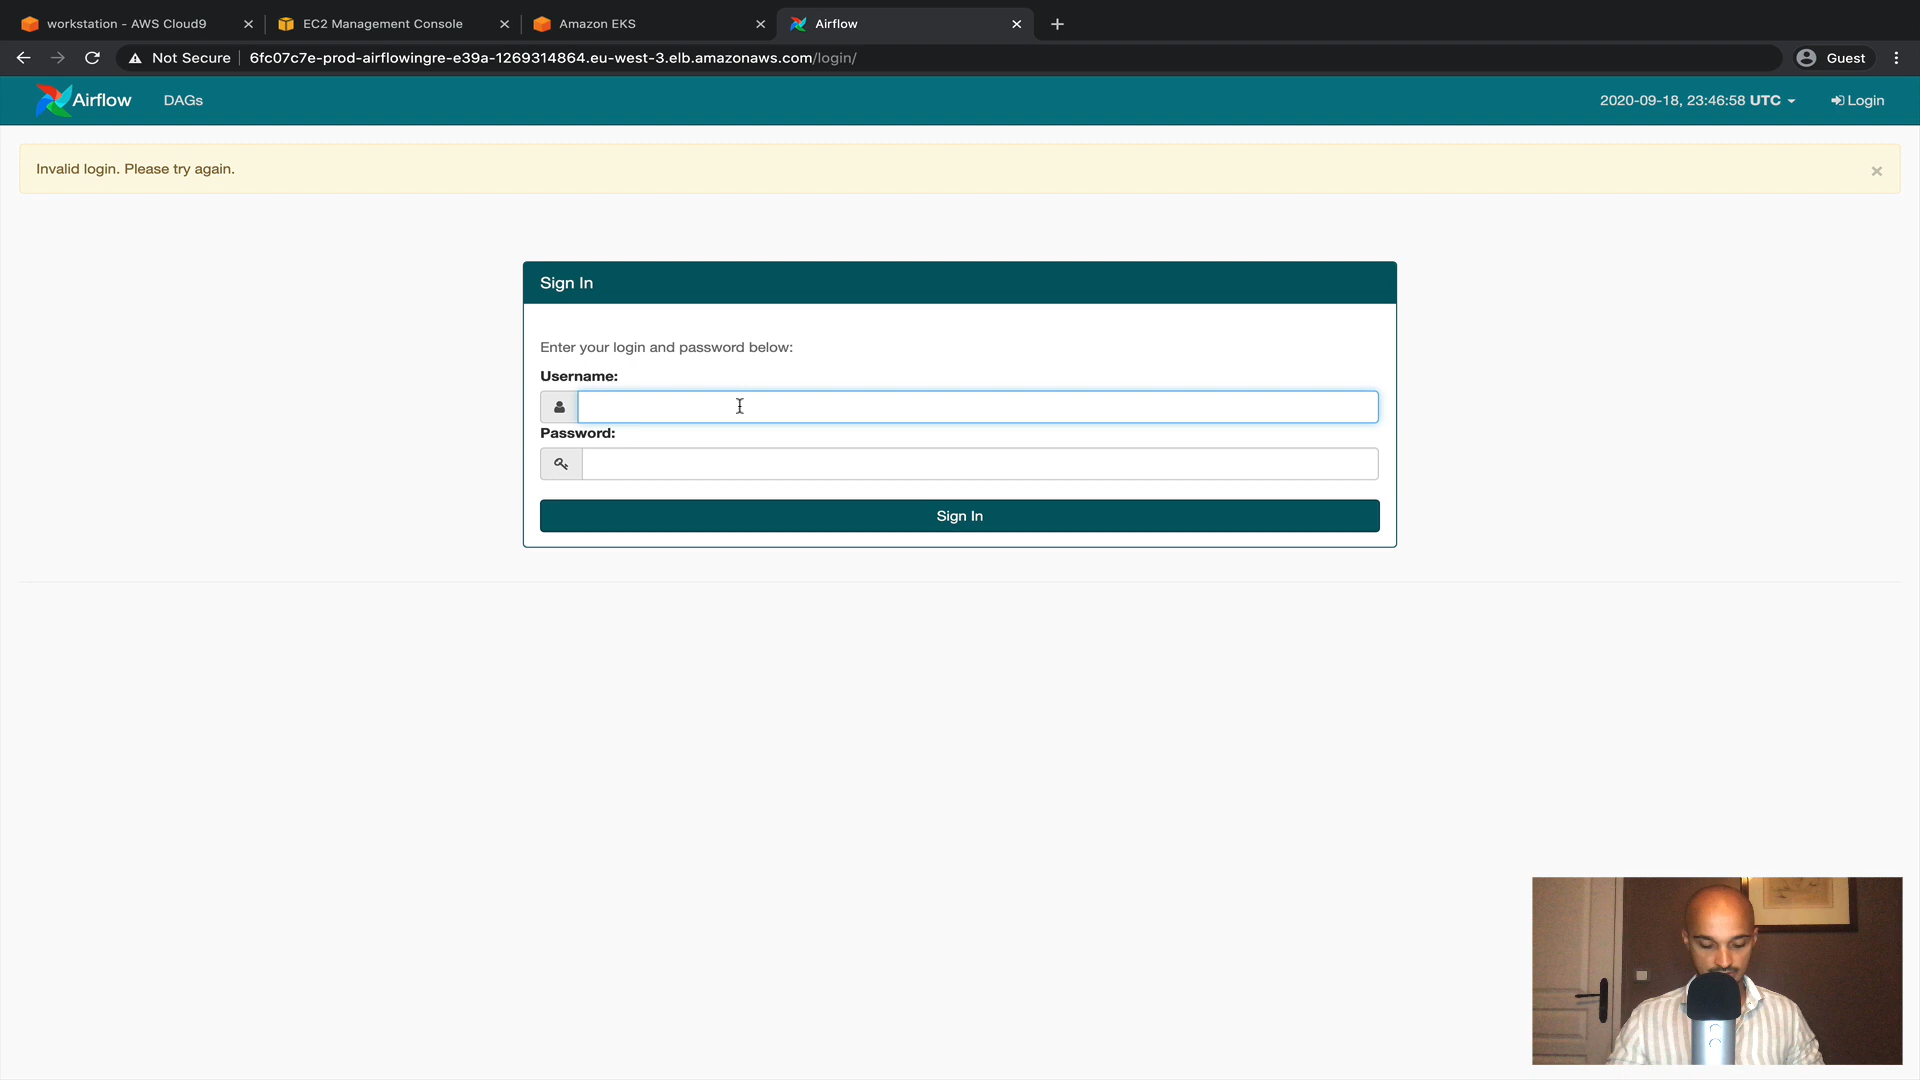 workstation - AWS Cloud9
EC2 Management Console
Amazon EKS
Airflow
Not Secure
6fc07c7e-prod-airflowingre-e39a-1269314864.eu-west-3.elb.amazonaws.com/login/
Guest
Airflow
DAGs
2020-09-18, 23:46:58 UTC
Login
Invalid login. Please try again.
Sign In
Enter your login and password below:
Username:
Password:
Sign In